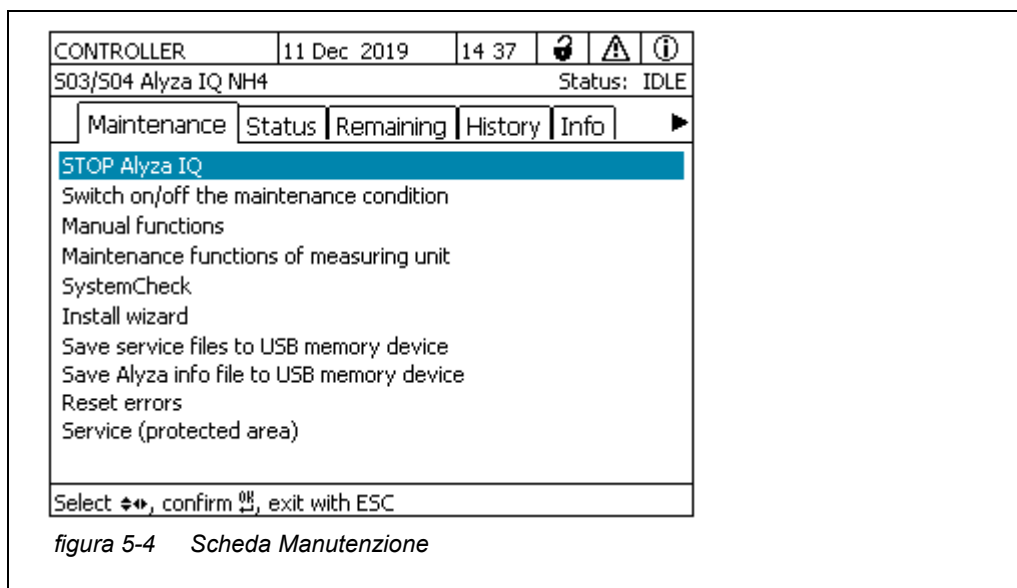 CONTROLLER 11 Dec 2019 14 37
S03/S04 Alyza IQ NH4 Status: IDLE
Maintenance Status Remaining History Info
STOP Alyza IQ
Switch on/off the maintenance condition
Manual functions
Maintenance functions of measuring unit
SystemCheck
Install wizard
Save service files to USB memory device
Save Alyza info file to USB memory device
Reset errors
Service (protected area)
Select , confirm OK, exit with ESC
figura 5-4 Scheda Manutenzione